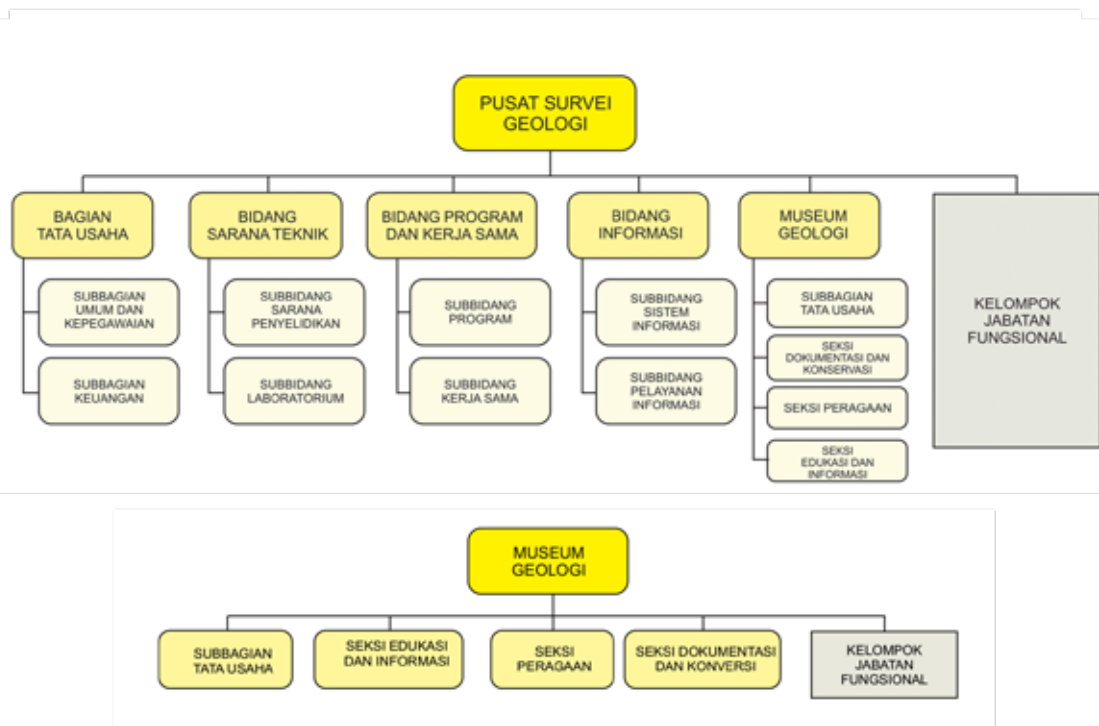 PUSAT SURVEI
GEOLOGI
BAGIAN
TATA USAHA
SUBBAGIAN
UMUM DAN
KEPEGAWAIAN
SUBBAGIAN
KEUANGAN
BIDANG
SARANA TEKNIK
SUBBIDANG
SARANA
PENYELIDIKAN
SUBBIDANG
LABORATORIUM
BIDANG PROGRAM
DAN KERJA SAMA
SUBBIDANG
PROGRAM
SUBBIDANG
KERJA SAMA
BIDANG
INFORMASI
SUBBIDANG
SISTEM
INFORMASI
SUBBIDANG
PELAYANAN
INFORMASI
MUSEUM
GEOLOGI
SUBBAGIAN
TATA USAHA
SEKSI
DOKUMENTASI DAN
KONSERVASI
SEKSI PERAGAAN
SEKSI
EDUKASI DAN
INFORMASI
KELOMPOK
JABATAN
FUNGSIONAL
MUSEUM
GEOLOGI
SUBBAGIAN
TATA USAHA
SEKSI EDUKASI
DAN INFORMASI
SEKSI
PERAGAAN
SEKSI DOKUMENTASI
DAN KONVERSI
KELOMPOK
JABATAN
FUNGSIONAL